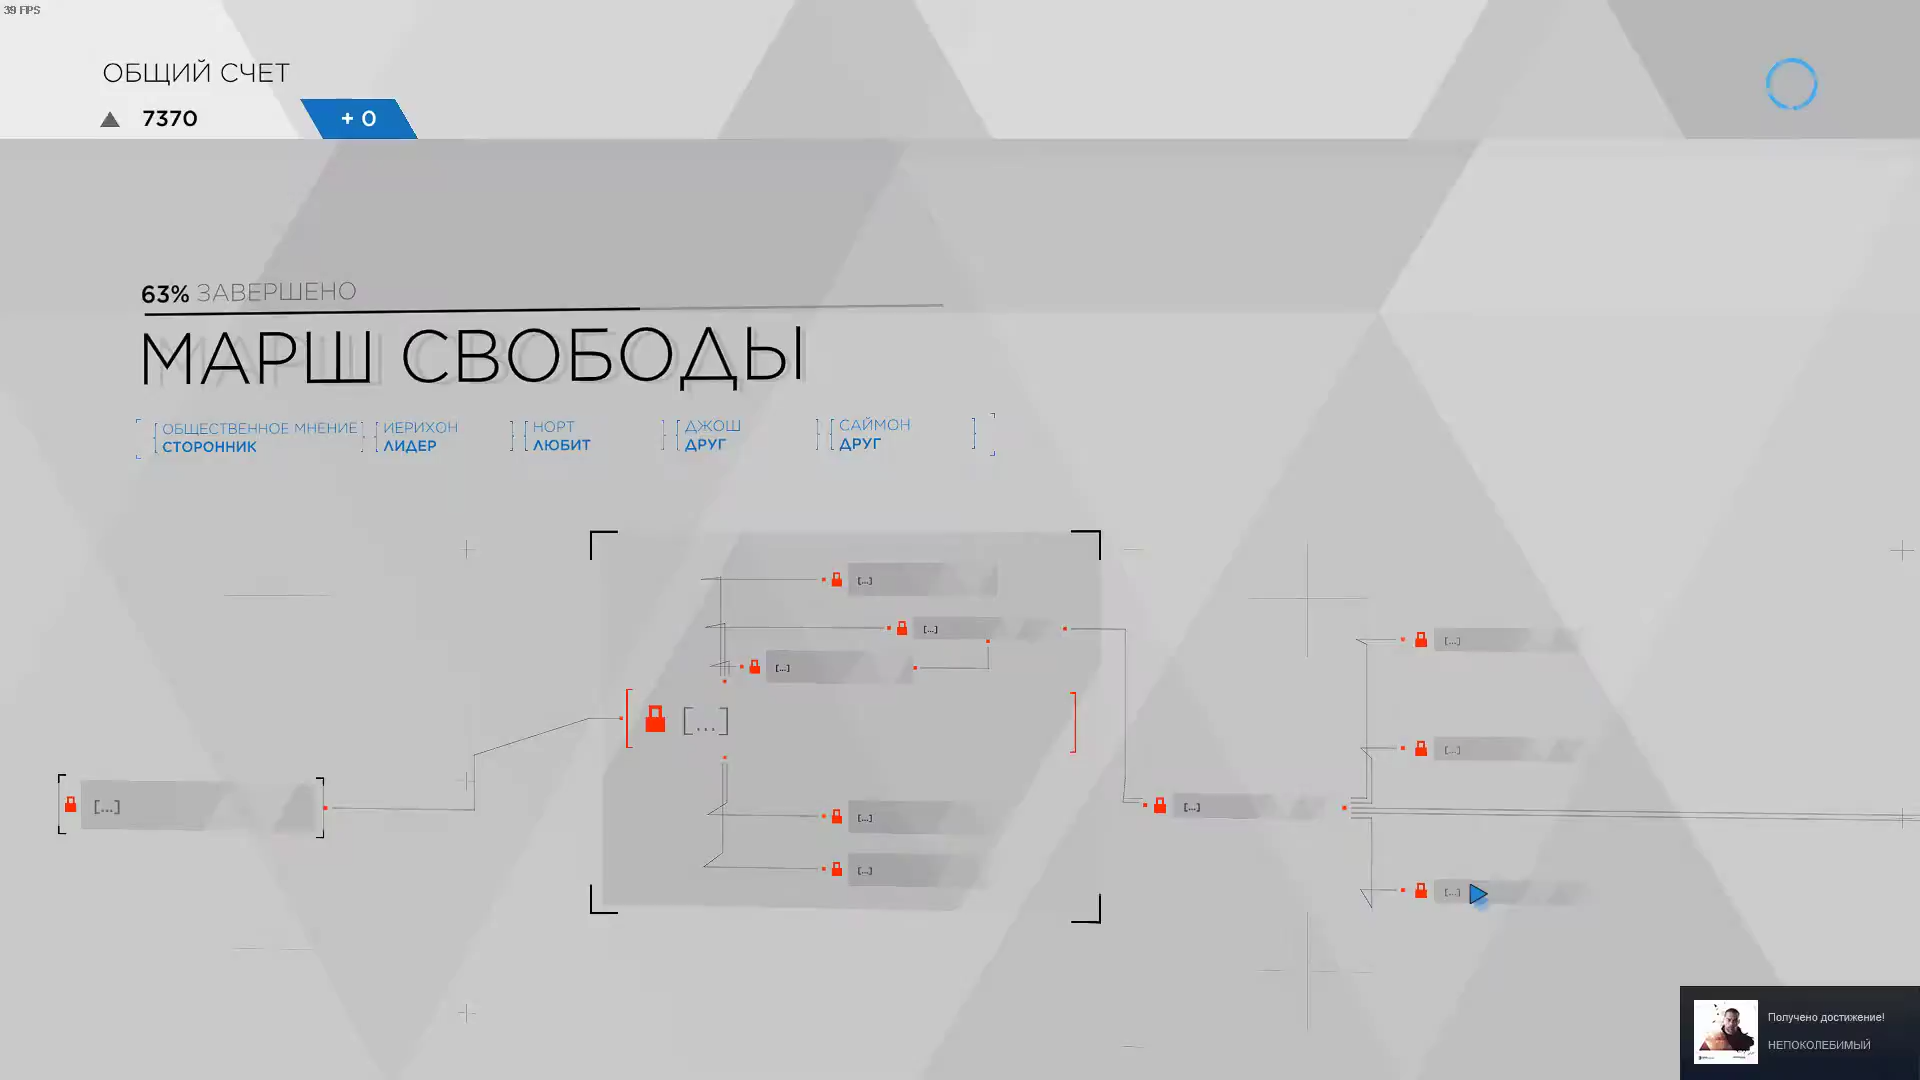 39 FPS
ОБЩИЙ СЧЕТ
7370
+ 0
63% ЗАВЕРШЕНО
МАРШ СВОБОДЫ
ОБЩЕСТВЕННОЕ МНЕНИЕ
СТОРОННИК
ИЕРИХОН
ЛИДЕР
НОРТ
ЛЮБИТ
ДЖОШ
ДРУГ
САЙМОН
ДРУГ
[...]
[...]
[...]
[...]
[...]
[...]
[...]
[...]
[...]
[...]
[...]
Получено достижение!
НЕПОКОЛЕБИМЫЙ